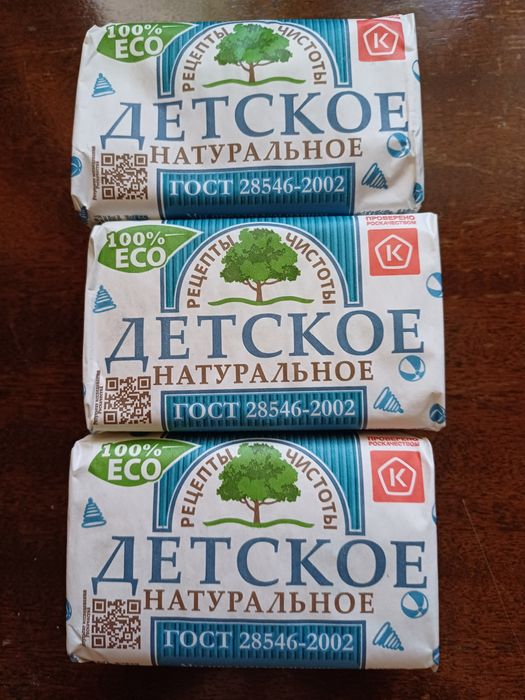 100%
ECO
РЕЦЕПТЫ ЧИСТОТЫ
К
ДЕТСКОЕ
НАТУРАЛЬНОЕ
ГОСТ 28546-2002
100%
ECO
РЕЦЕПТЫ ЧИСТОТЫ
ПРОВЕРЕНО
РОСКАЧЕСТВОМ
К
ДЕТСКОЕ
НАТУРАЛЬНОЕ
ГОСТ 28546-2002
100%
ECO
РЕЦЕПТЫ ЧИСТОТЫ
ПРОВЕРЕНО
РОСКАЧЕСТВОМ
К
ДЕТСКОЕ
НАТУРАЛЬНОЕ
ГОСТ 28546-2002